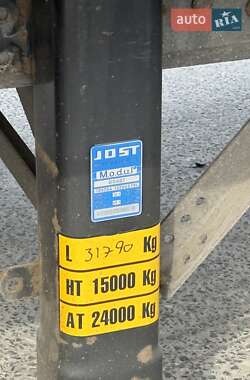 auto RIA
JOST
Modul
L 31790 Kg
HT 15000 Kg
AT 24000 Kg